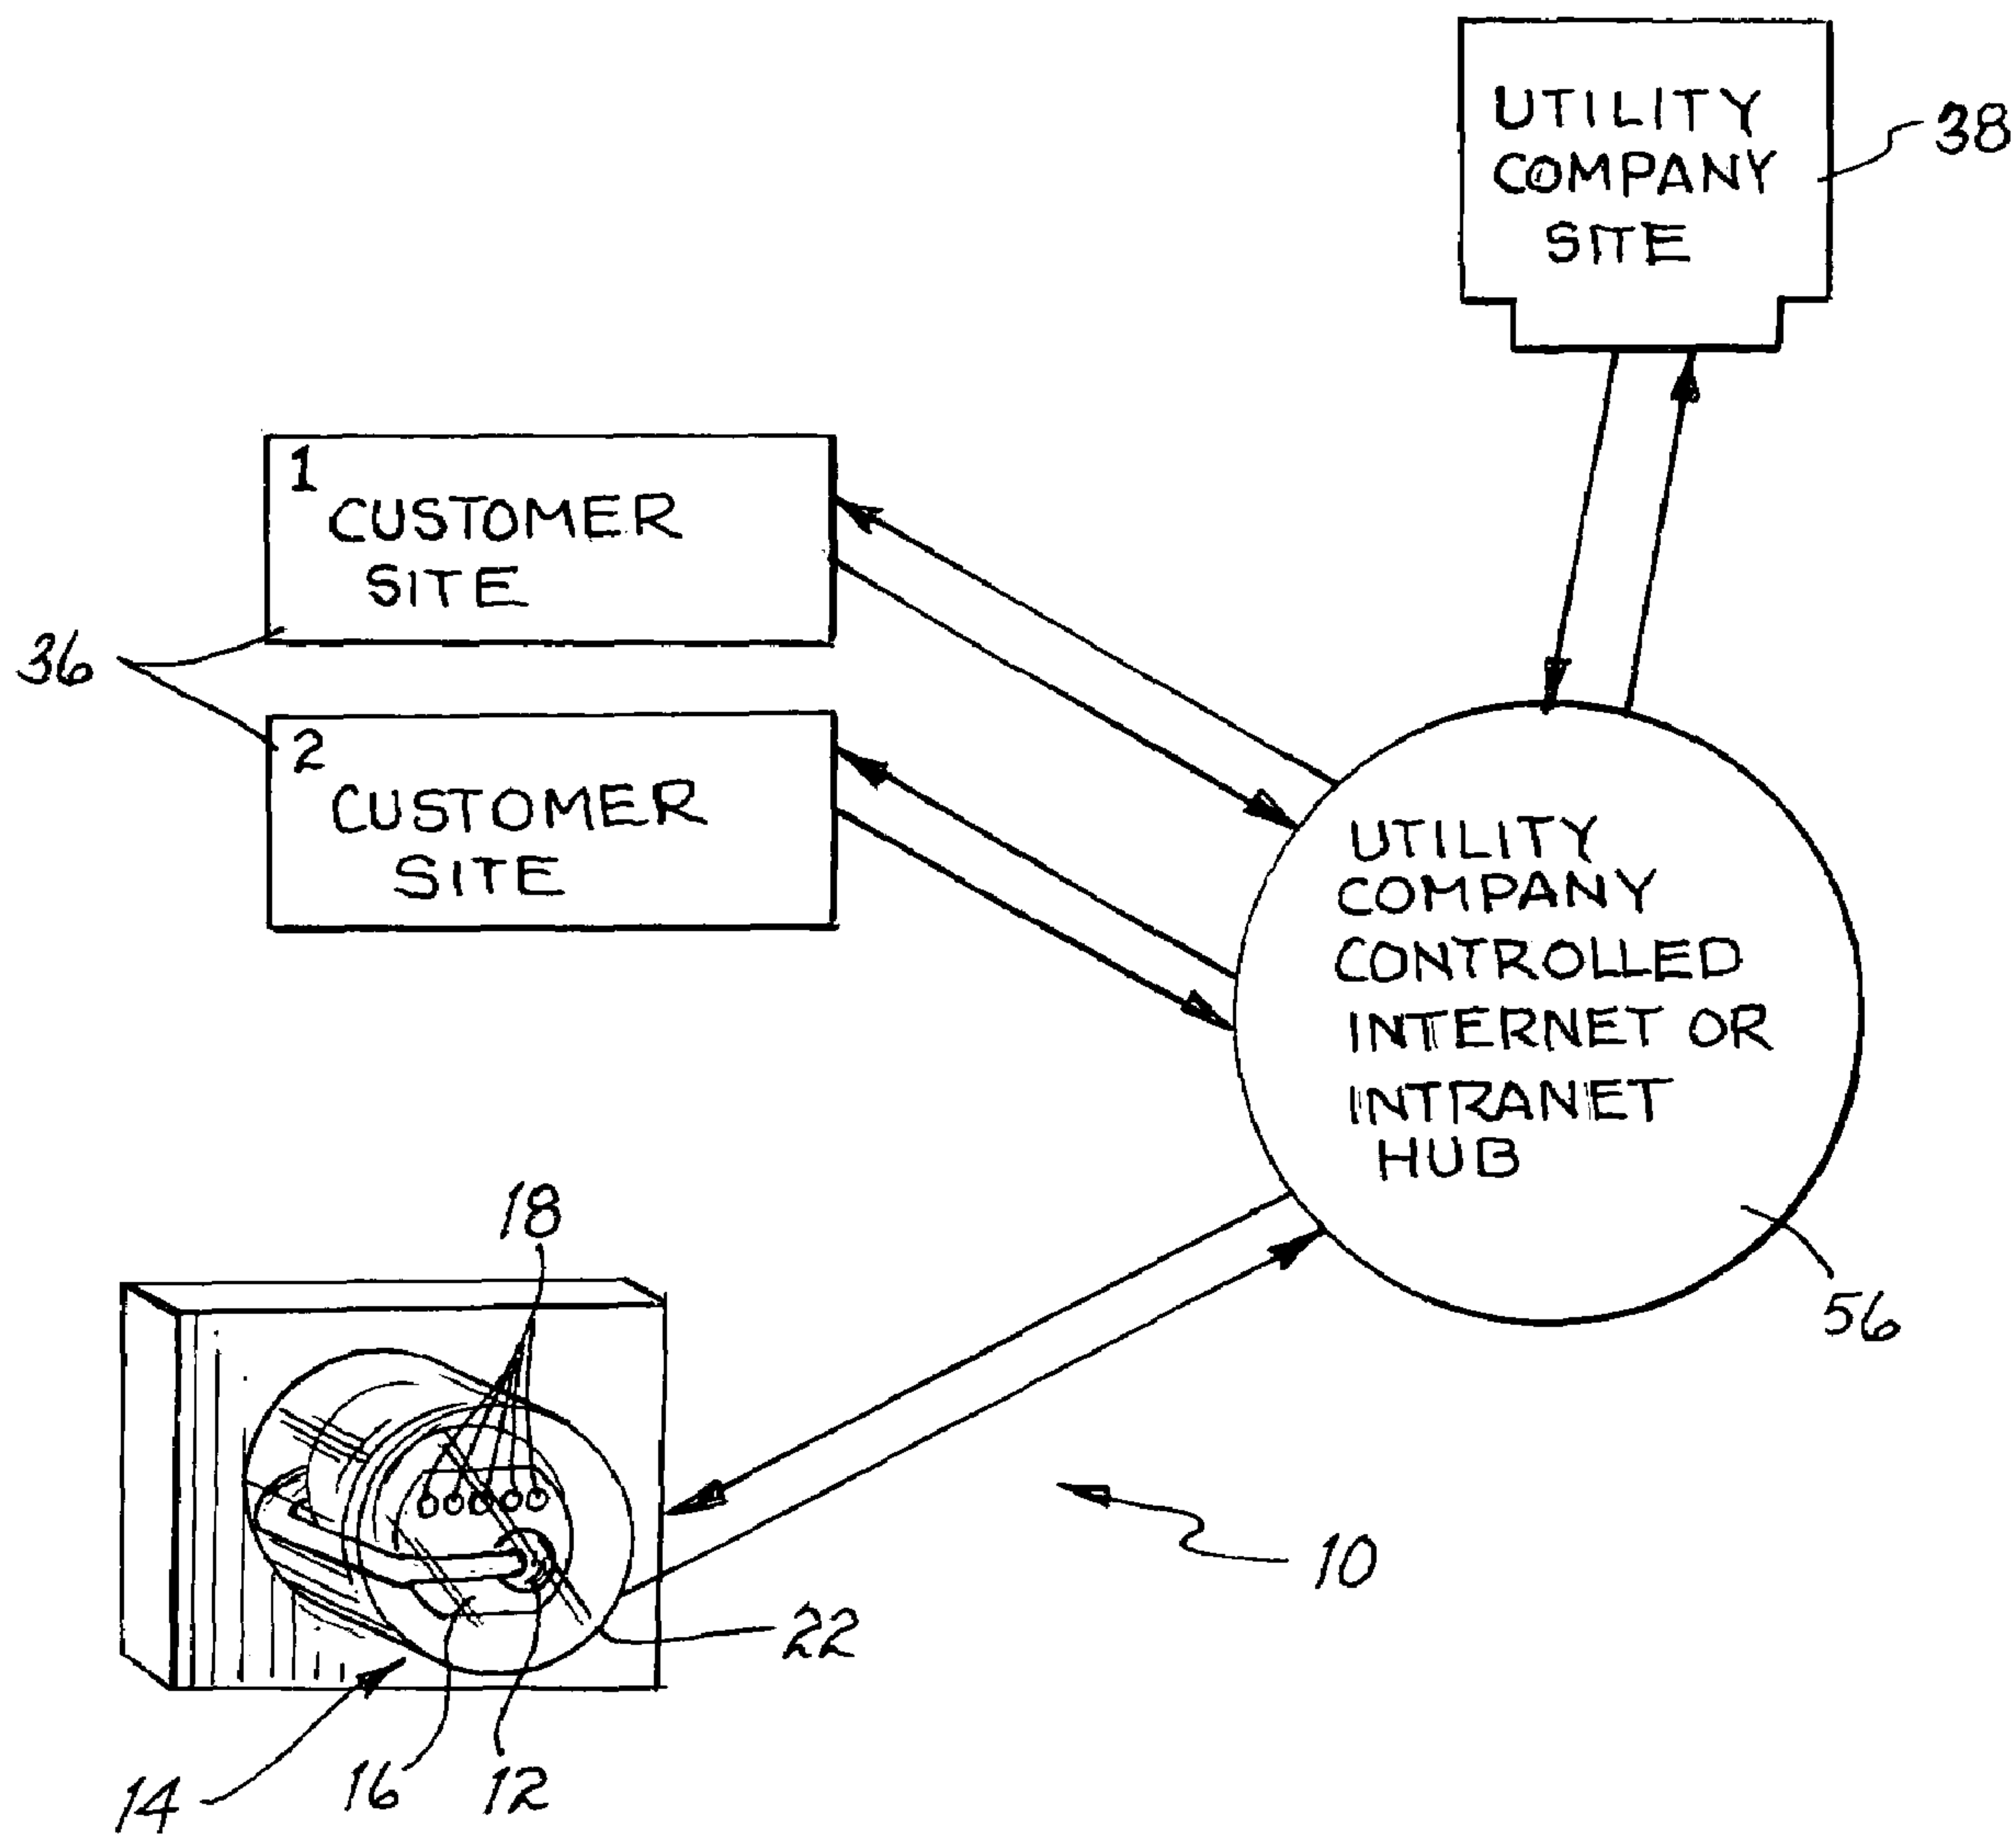 UTILITY
COMPANY
SITE
38
1
CUSTOMER
SITE
36
2
CUSTOMER
SITE
UTILITY
COMPANY
CONTROLLED
INTERNET OR
INTRANET
HUB
56
18
10
22
14
16
12